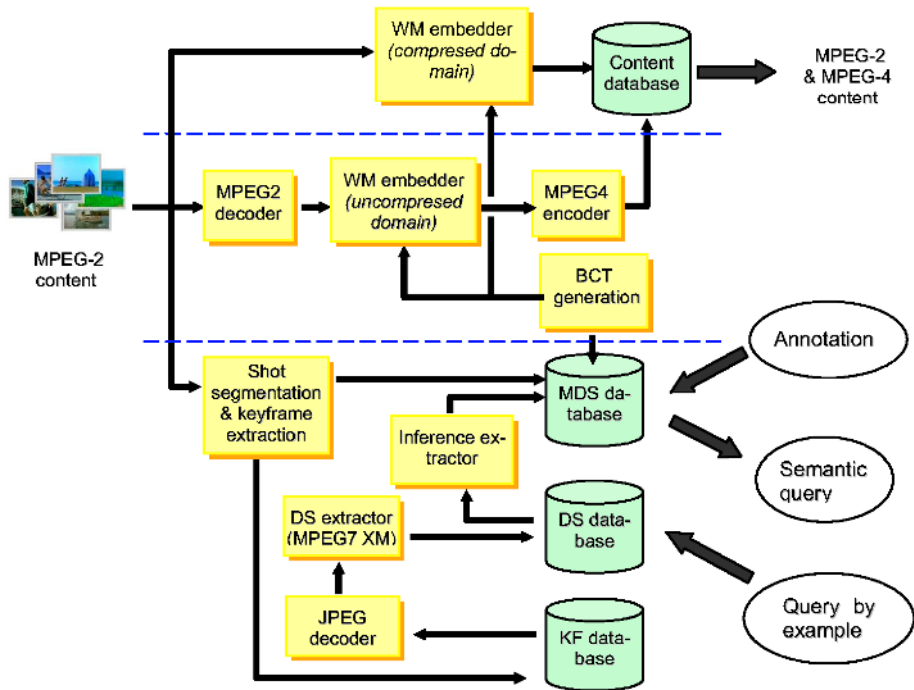 WM embedder
(compresed do-
main)
Content
database
MPEG-2
& MPEG-4
content
MPEG-2
content
MPEG2
decoder
WM embedder
(uncompresed
domain)
MPEG4
encoder
BCT
generation
Annotation
Shot
segmentation
& keyframe
extraction
MDS da-
tabase
Inference ex-
tractor
Semantic
query
DS extractor
(MPEG7 XM)
DS data-
base
JPEG
decoder
KF data-
base
Query by
example